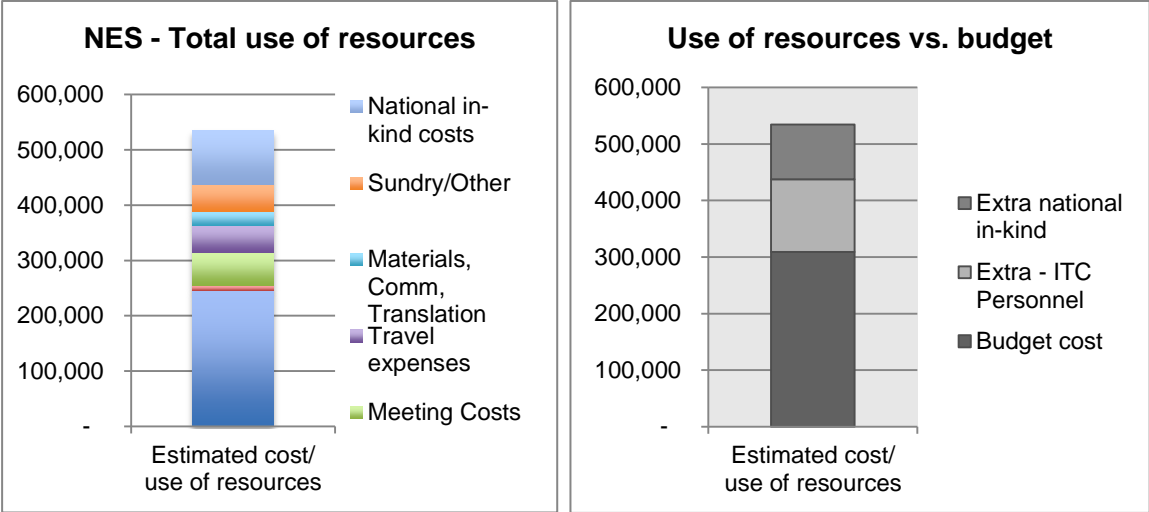 NES - Total use of resources
600,000
500,000
400,000
300,000
200,000
100,000
-
Estimated cost/
use of resources
National in-
kind costs
Sundry/Other
Materials,
Comm,
Translation
Travel
expenses
Meeting Costs
Use of resources vs. budget
600,000
500,000
400,000
300,000
200,000
100,000
-
Estimated cost/
use of resources
Extra national
in-kind
Extra - ITC
Personnel
Budget cost